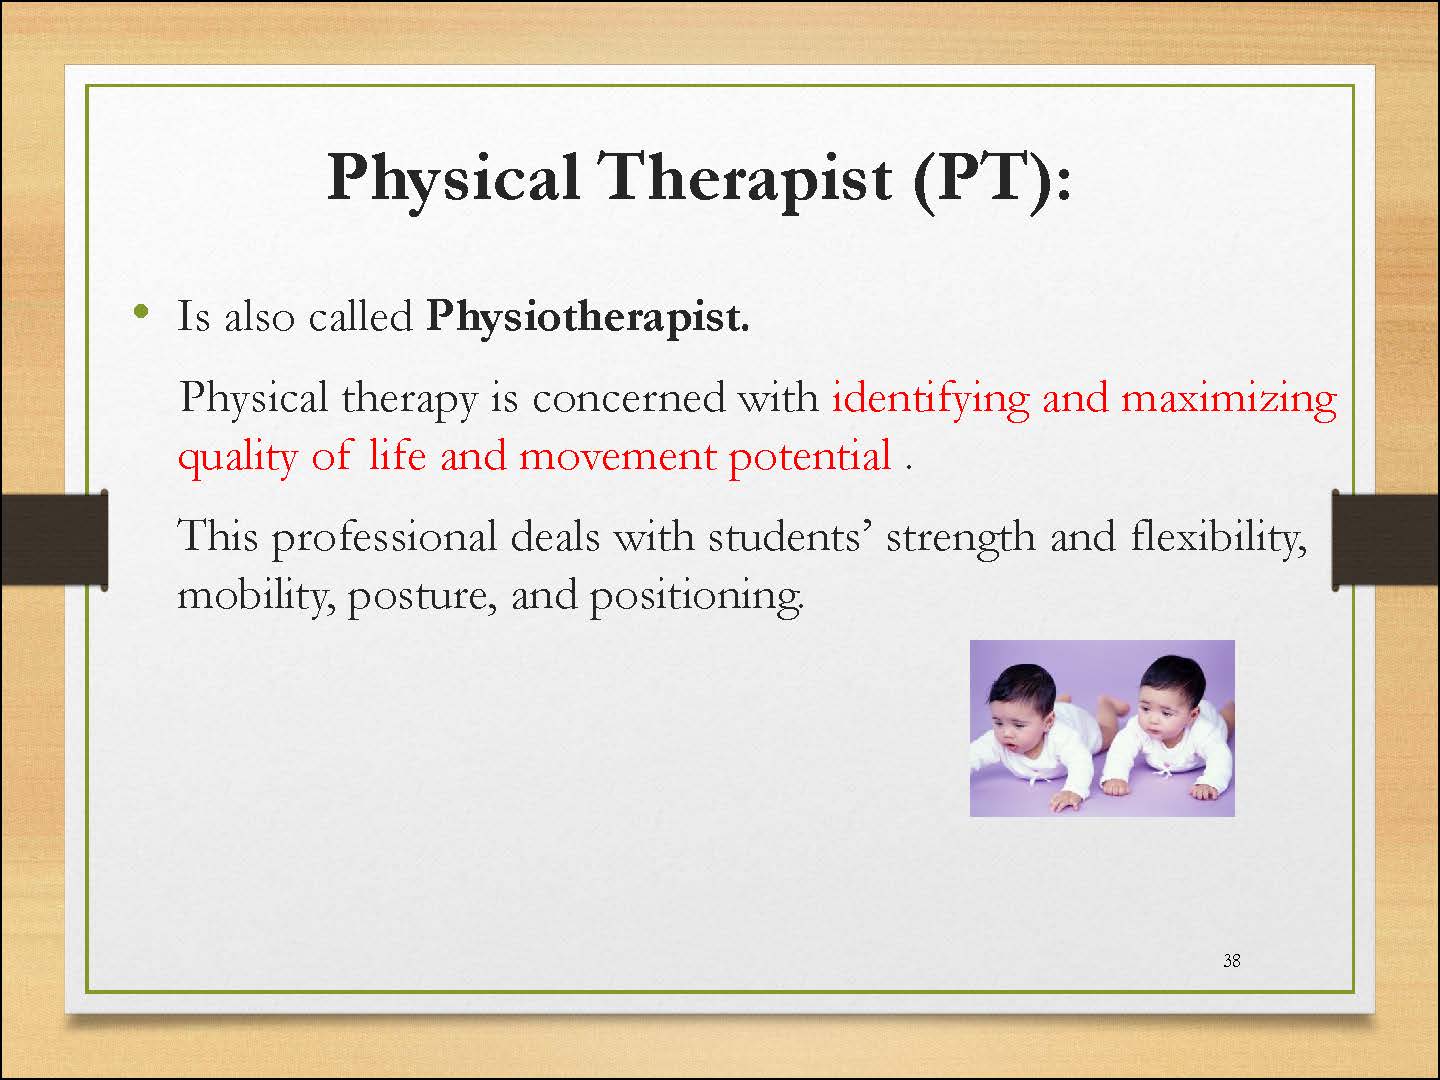 Physical Therapist (PT):
• Is also called Physiotherapist.
Physical therapy is concerned with identifying and maximizing
quality of life and movement potential .
This professional deals with students’ strength and flexibility,
mobility, posture, and positioning.
38